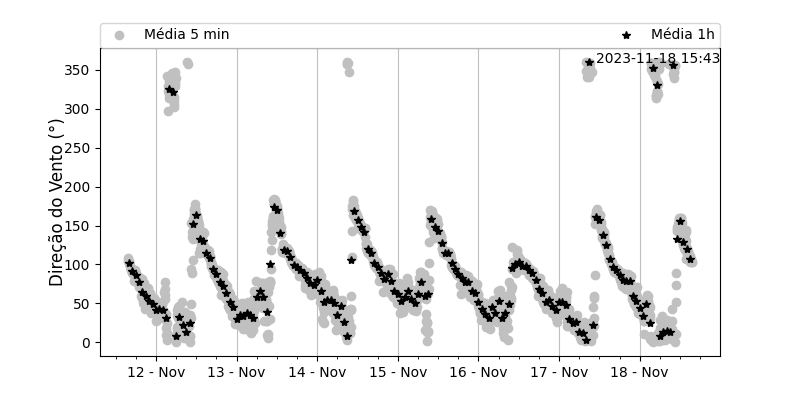 Média 5 min
Média 1h
2023-11-18 15:43
Direção do Vento (°)
350
300
250
200
150
100
50
0
12 - Nov
13 - Nov
14 - Nov
15 - Nov
16 - Nov
17 - Nov
18 - Nov